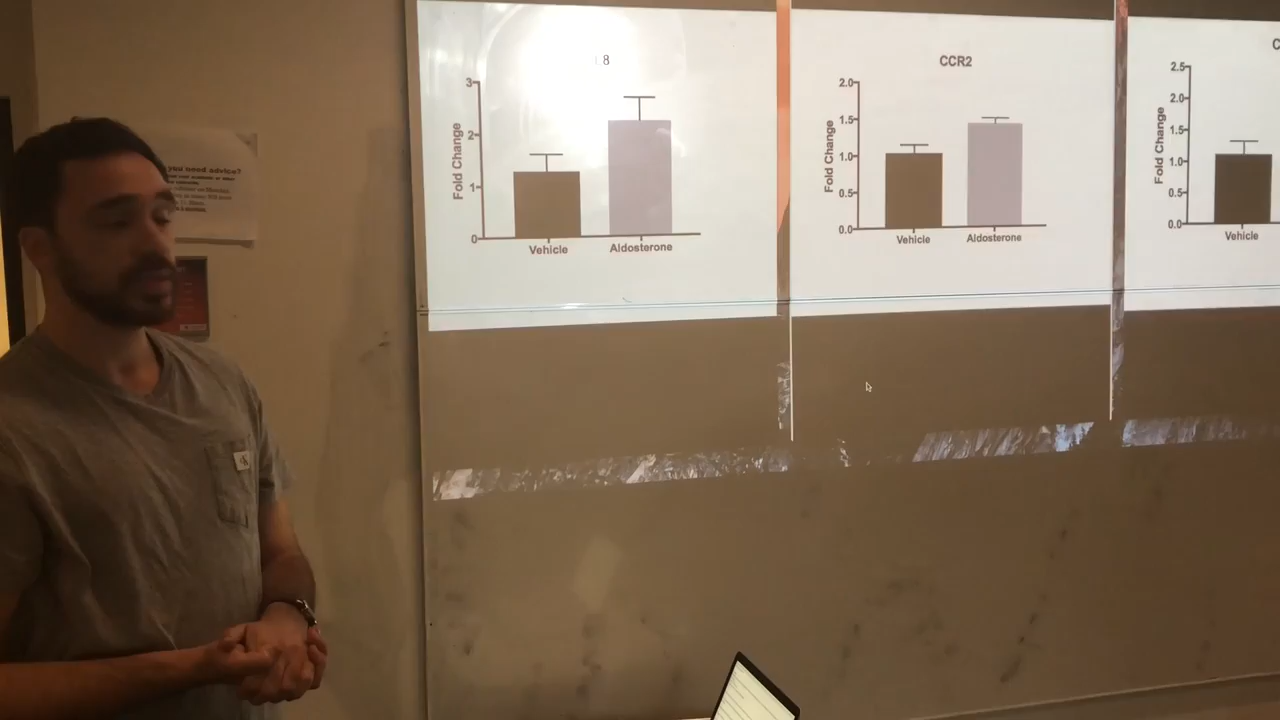 you need advice?
L8
3
2
1
0
Fold Change
Vehicle
Aldosterone
CCR2
2.0
1.5
1.0
0.5
0.0
Fold Change
Vehicle
Aldosterone
C
2.5
2.0
1.5
1.0
0.5
0.0
Fold Change
Vehicle